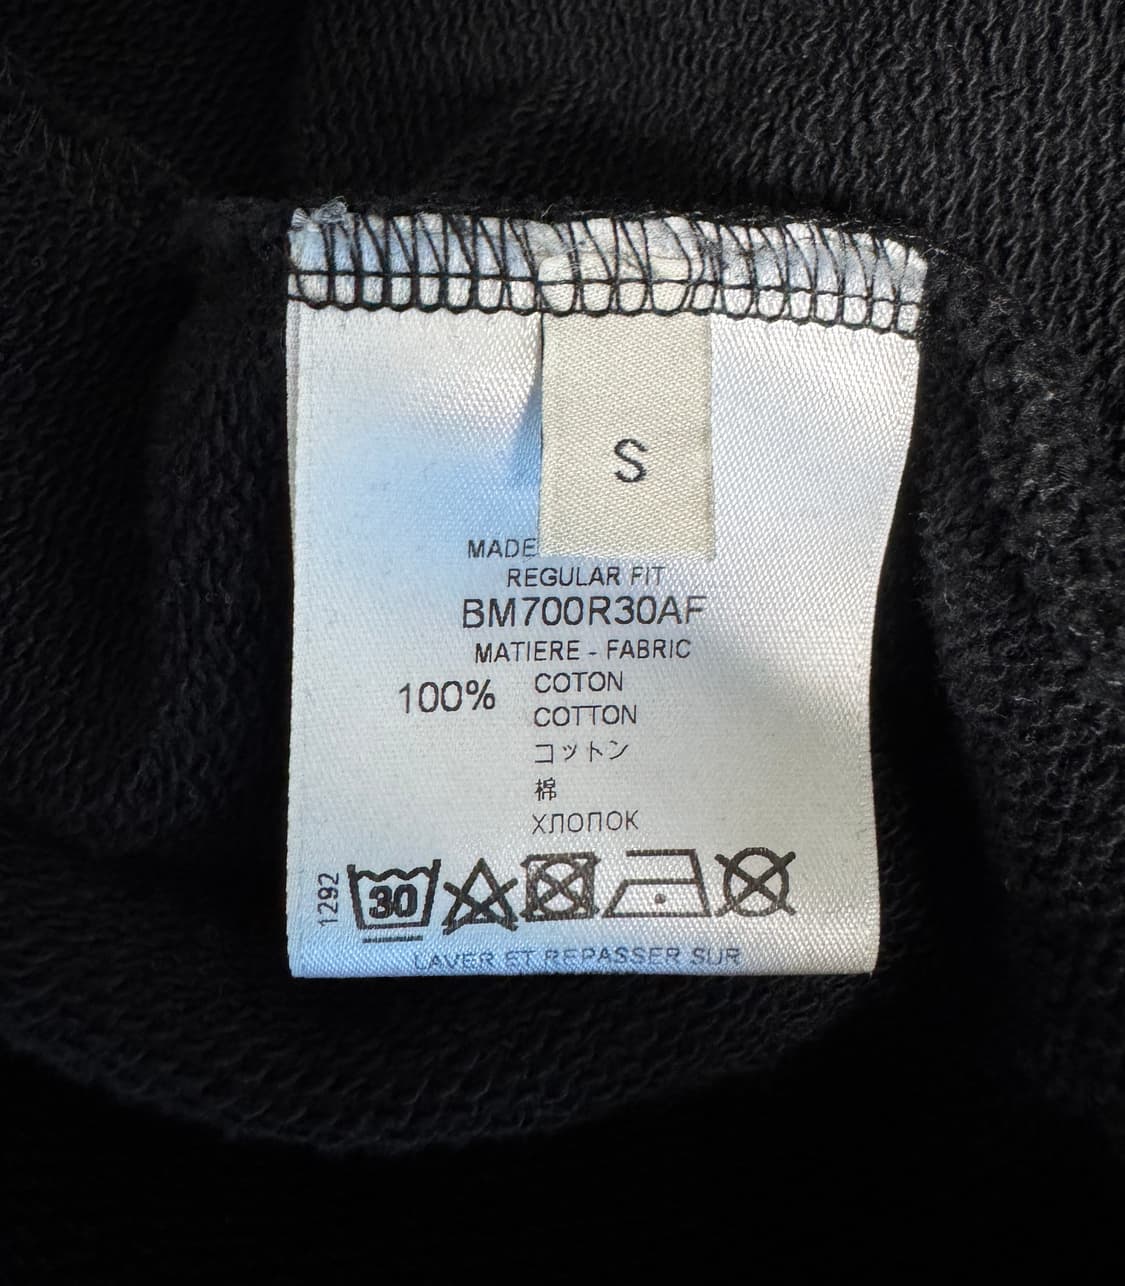 S
MADE
REGULAR FIT
BM700R30AF
MATIERE - FABRIC
100% COTON
COTTON
コットン
棉
ХЛОПОК
1292
30
LAVER ET REPASSER SUR